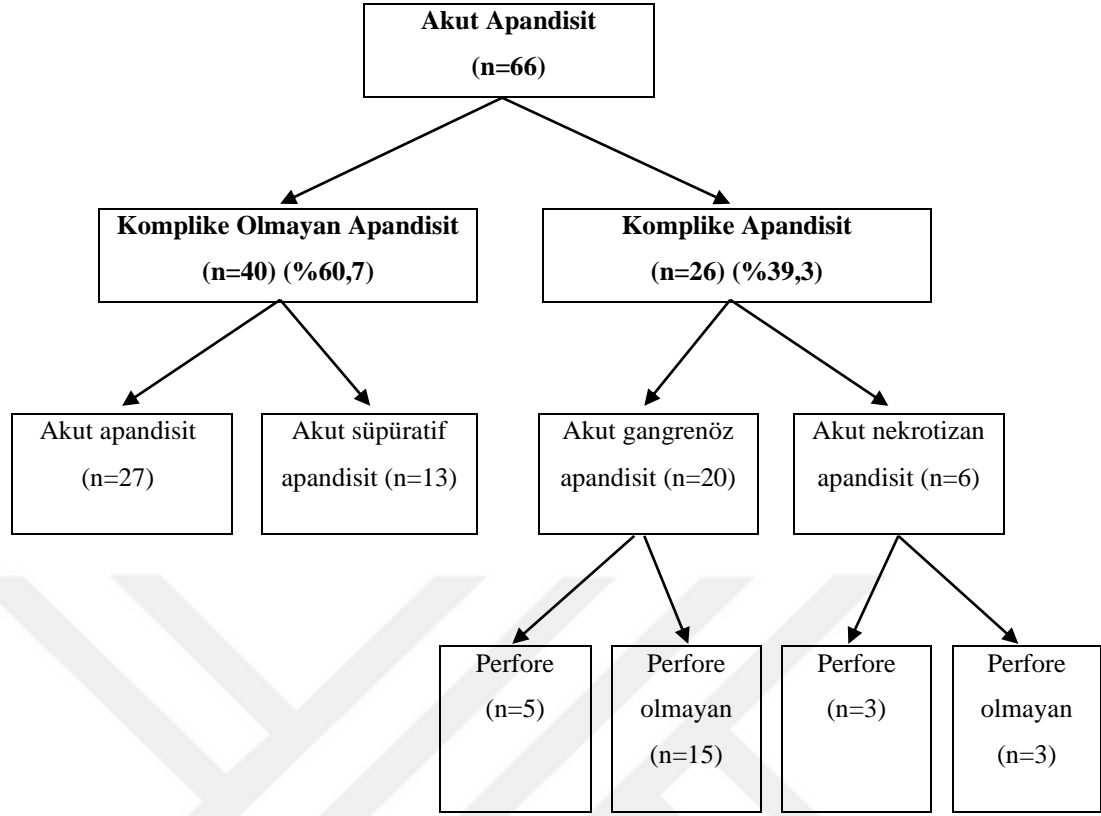 Akut Apandisit
(n=66)
Komplike Olmayan Apandisit
(n=40) (%60,7)
Komplike Apandisit
(n=26) (%39,3)
Akut apandisit
(n=27)
Akut süpüratif
apandisit (n=13)
Akut gangrenöz
apandisit (n=20)
Akut nekrotizan
apandisit (n=6)
Perfore
(n=5)
Perfore
olmayan
(n=15)
Perfore
(n=3)
Perfore
olmayan
(n=3)